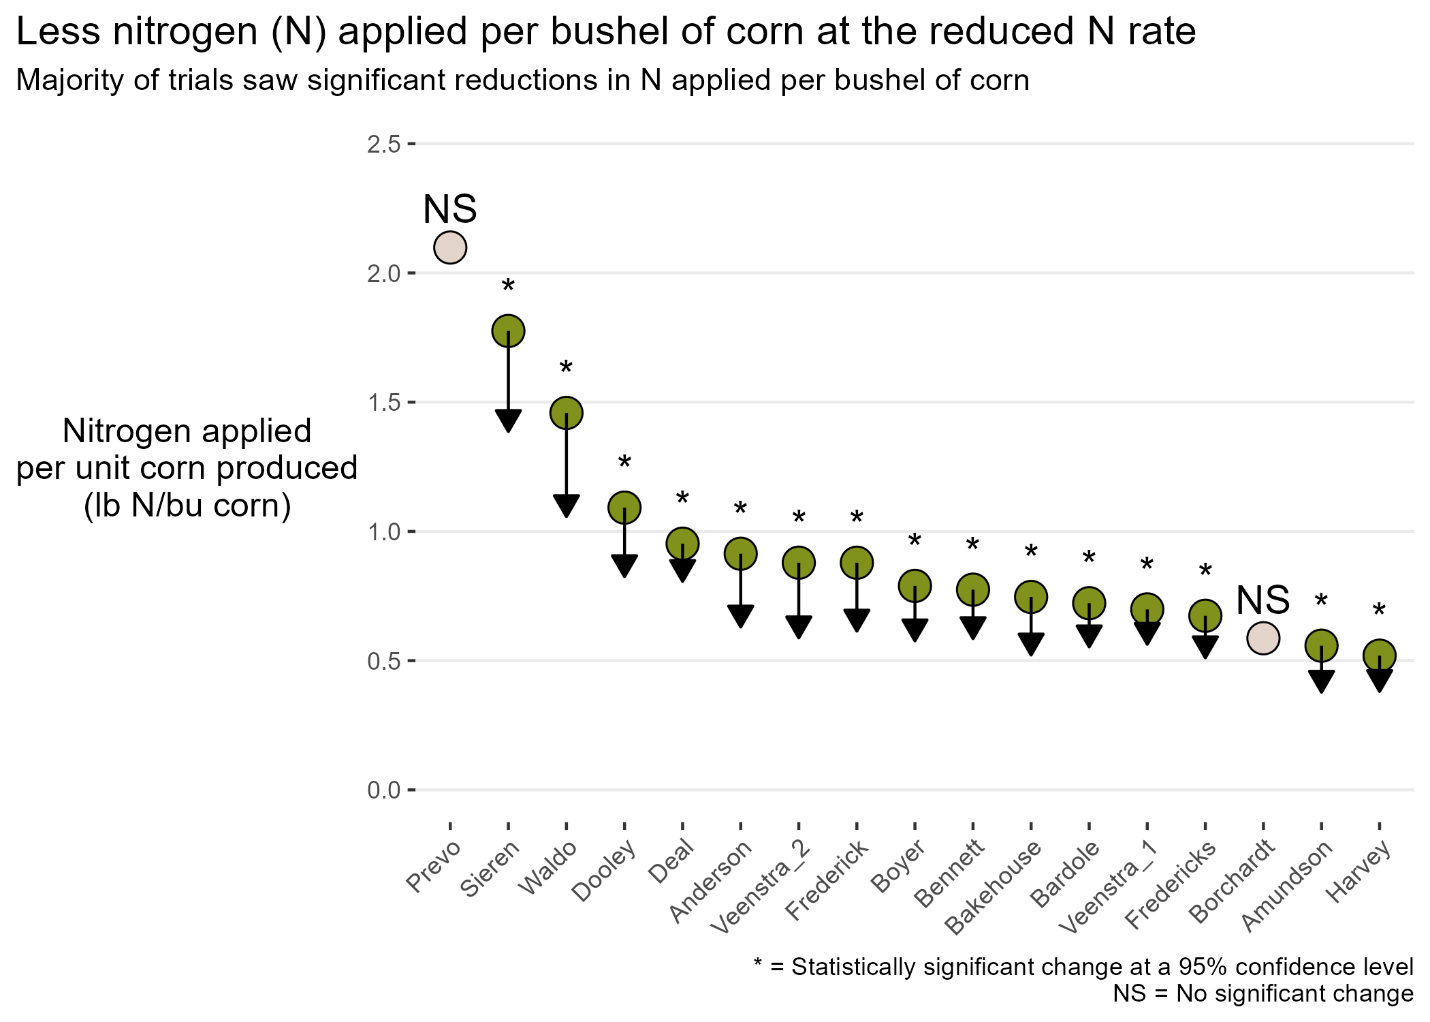 Less nitrogen (N) applied per bushel of corn at the reduced N rate
Majority of trials saw significant reductions in N applied per bushel of corn
Nitrogen applied
per unit corn produced
(lb N/bu corn)
2.5
2.0
1.5
1.0
0.5
0.0
NS
*
*
*
*
*
*
*
*
*
*
*
*
*
NS
*
*
Prevo
Sieren
Waldo
Dooley
Deal
Anderson
Veenstra_2
Frederick
Boyer
Bennett
Bakehouse
Bardole
Veenstra_1
Fredericks
Borchardt
Amundson
Harvey
* = Statistically significant change at a 95% confidence level
NS = No significant change